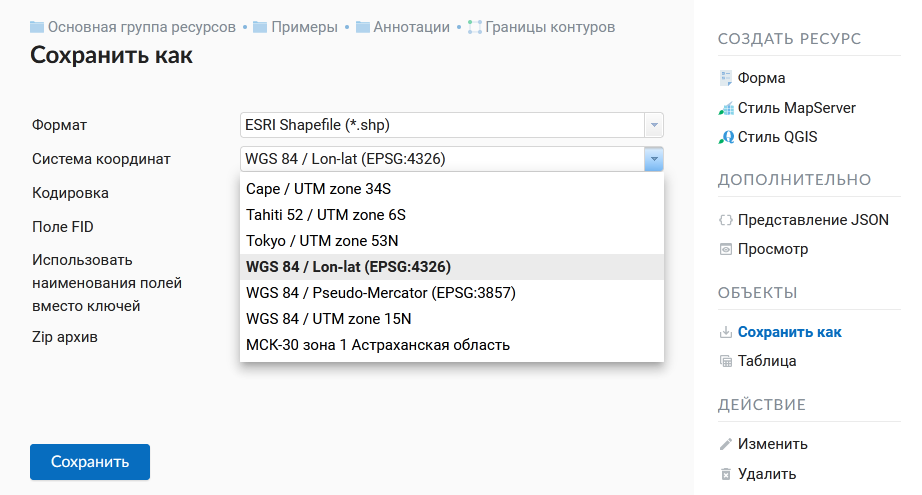 Основная группа ресурсов • Примеры • Аннотации • Границы контуров
Сохранить как
Формат
ESRI Shapefile (*.shp)
Система координат
WGS 84 / Lon-lat (EPSG:4326)
Кодировка
Поле FID
Использовать
наименования полей
вместо ключей
Zip архив
Cape / UTM zone 34S
Tahiti 52 / UTM zone 6S
Tokyo / UTM zone 53N
WGS 84 / Lon-lat (EPSG:4326)
WGS 84 / Pseudo-Mercator (EPSG:3857)
WGS 84 / UTM zone 15N
МСК-30 зона 1 Астраханская область
Сохранить
СОЗДАТЬ РЕСУРС
Форма
Стиль MapServer
Стиль QGIS
ДОПОЛНИТЕЛЬНО
Представление JSON
Просмотр
ОБЪЕКТЫ
Сохранить как
Таблица
ДЕЙСТВИЕ
Изменить
Удалить